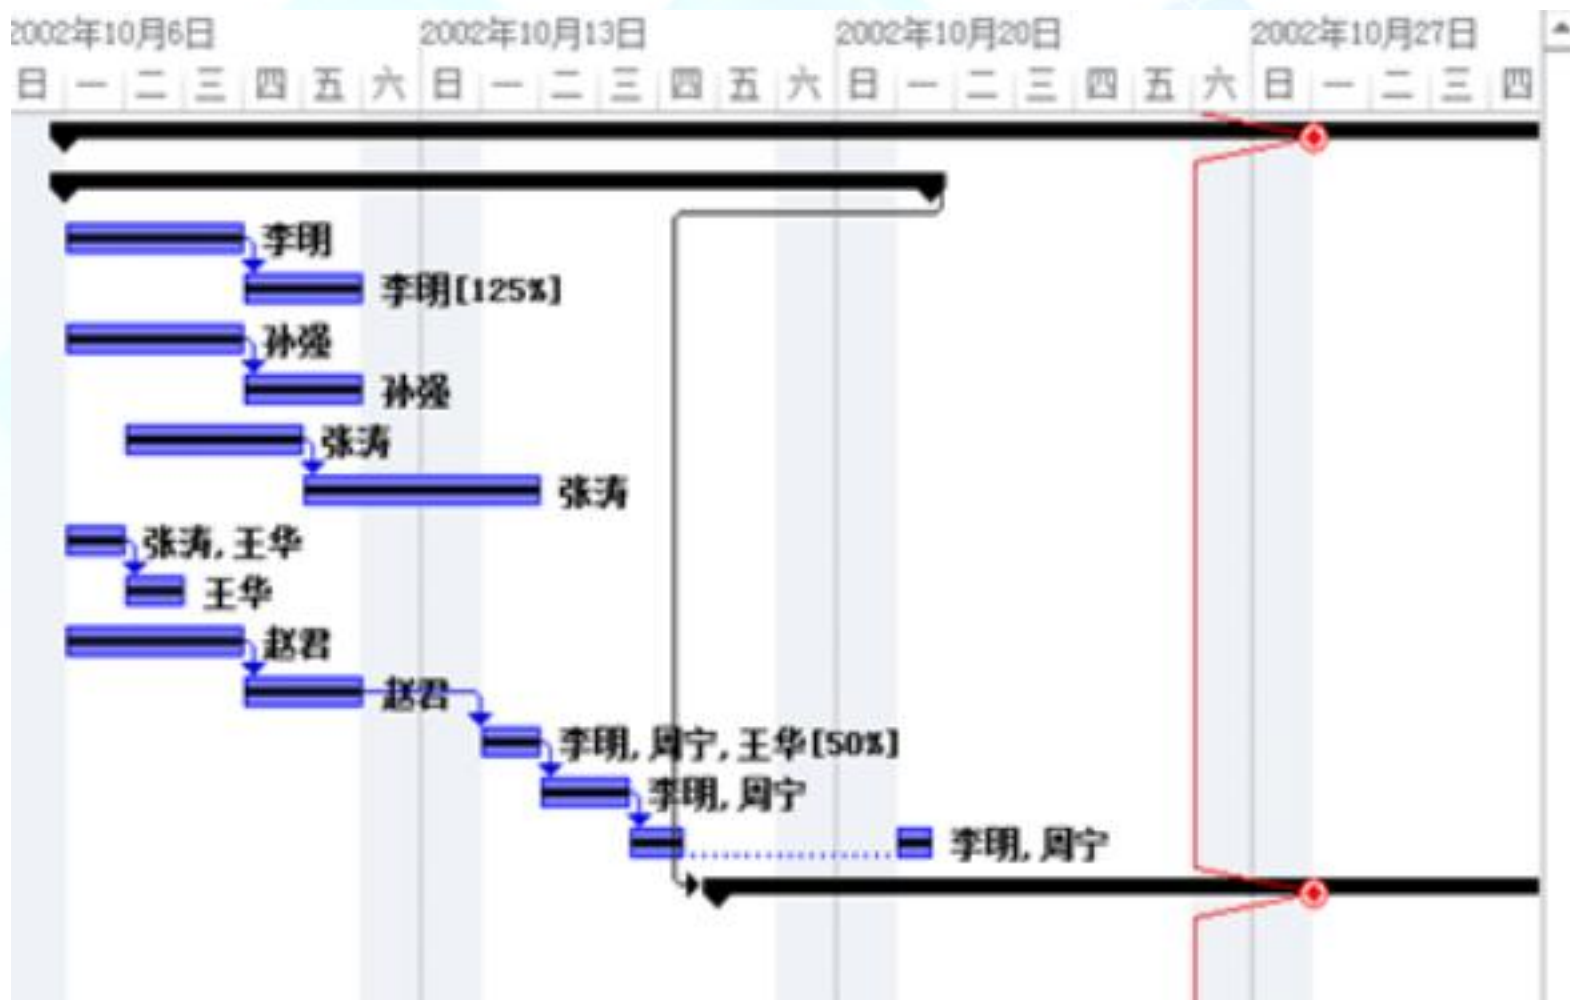 2002年10月6日 2002年10月13日 2002年10月20日 2002年10月27日
日 一 二 三 四 五 六 日 一 二 三 四 五 六 日 一 二 三 四 五 六 日 一 二 三 四
李明
李明[125%]
孙强
孙强
张涛
张涛
张涛,王华
王华
赵君
赵君
李明,周宁,王华[50%]
李明,周宁
李明,周宁